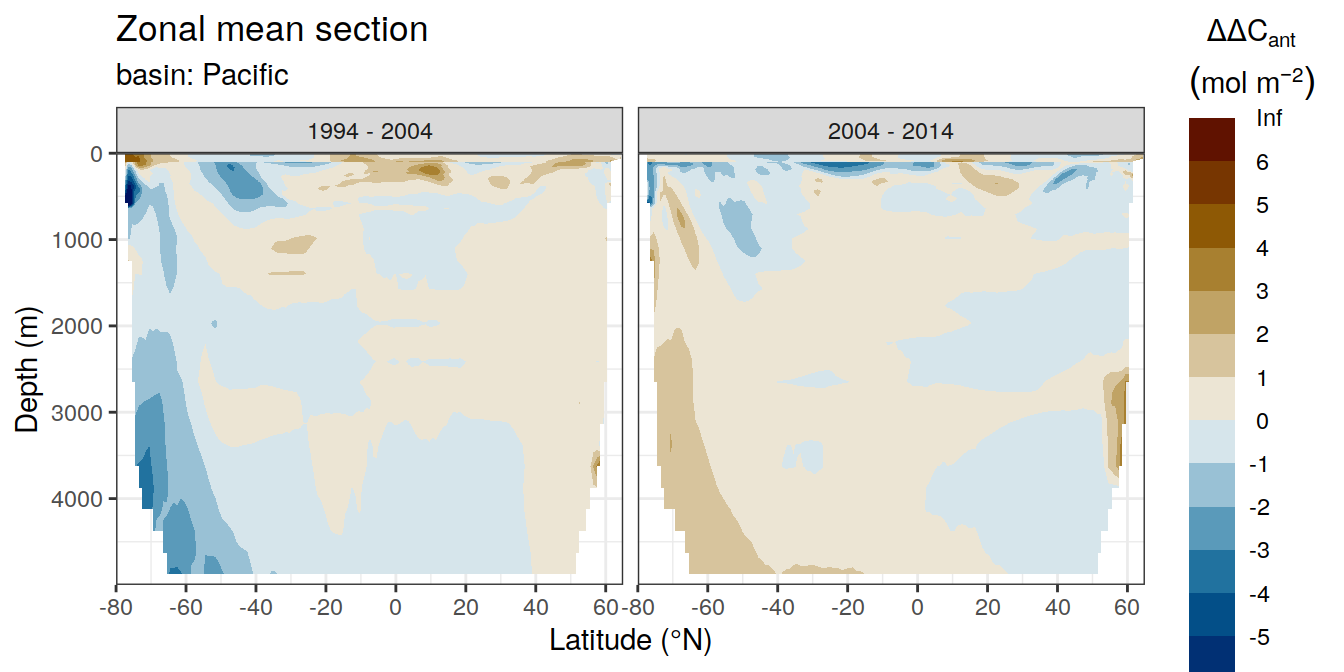 Zonal mean section
basin: Pacific
ΔΔCant
(mol m⁻²)
1994 - 2004
2004 - 2014
Inf
6
5
4
3
2
1
0
-1
-2
-3
-4
-5
0
1000
2000
3000
4000
Depth (m)
-80 -60 -40 -20 0 20 40 60
-80 -60 -40 -20 0 20 40 60
Latitude (°N)